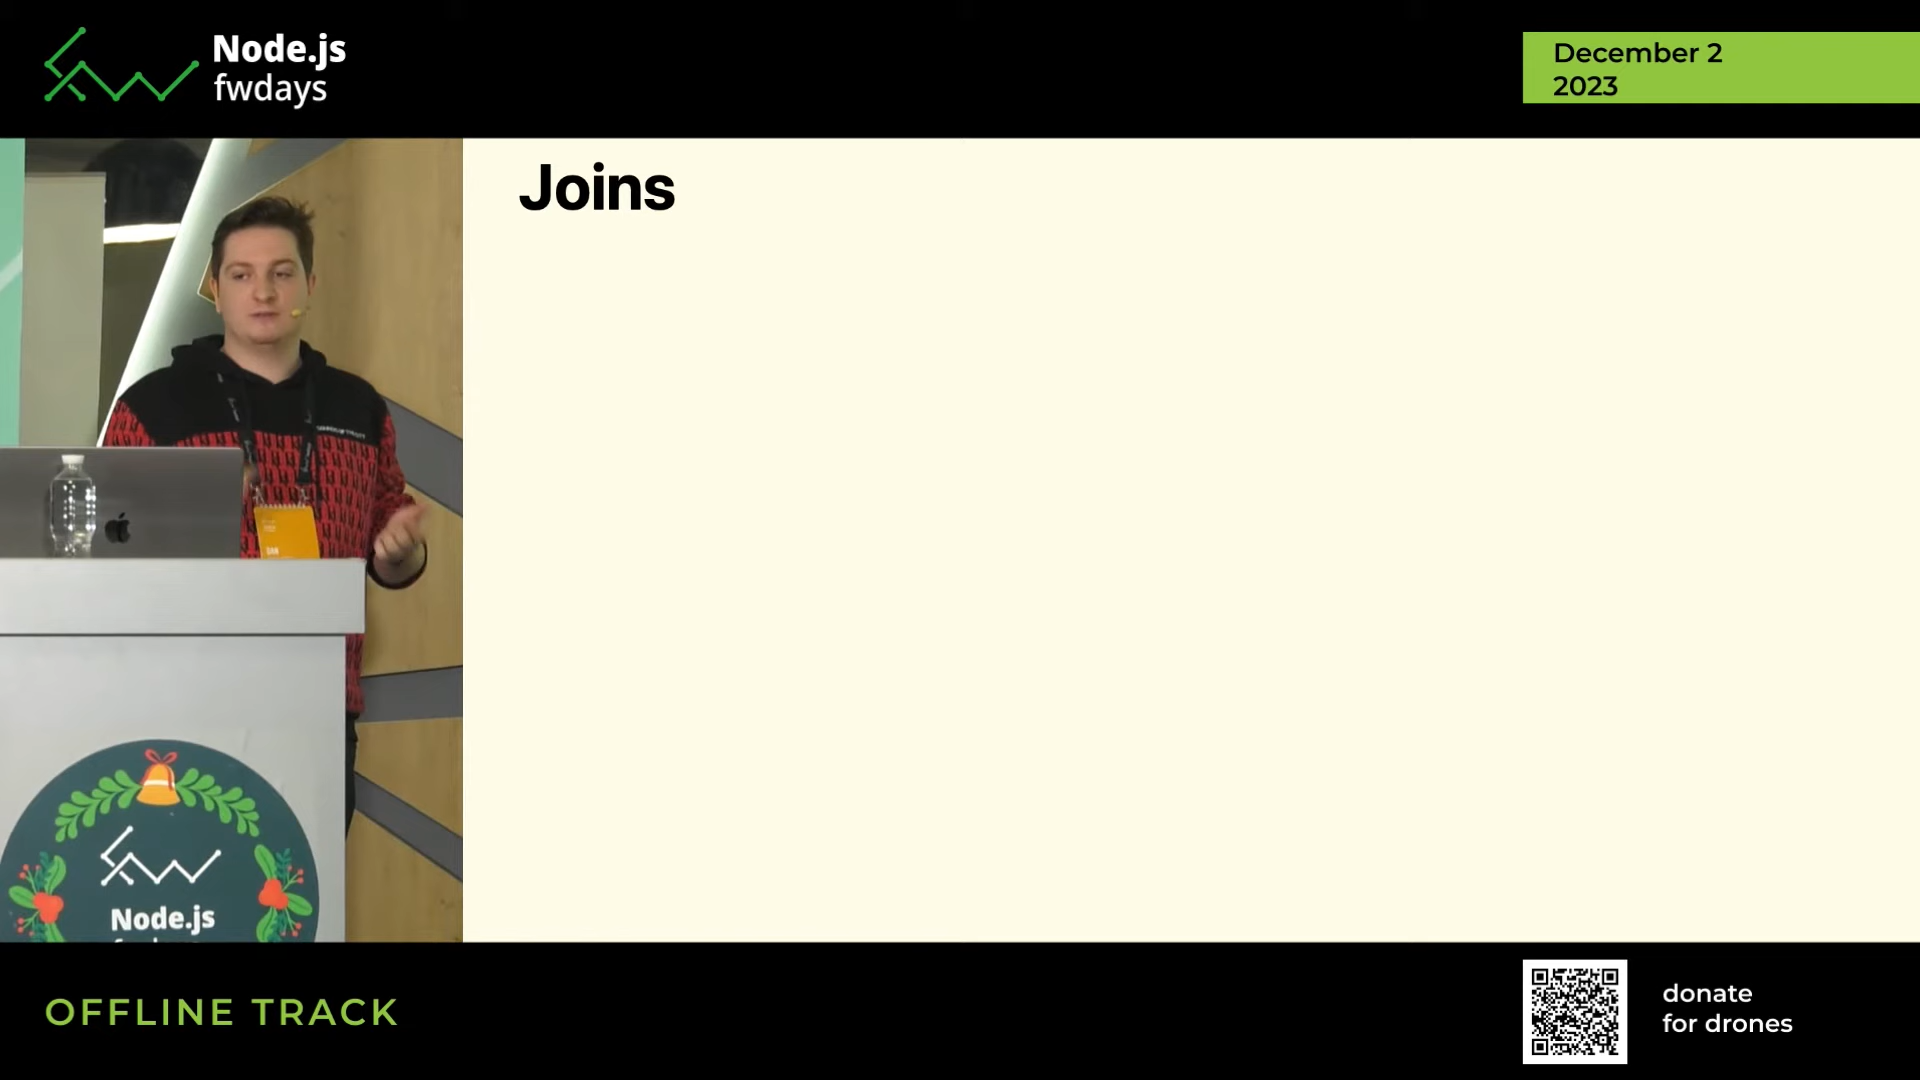 Node.js
fwdays
December 2
2023
Joins
Node.js
OFFLINE TRACK
donate
for drones